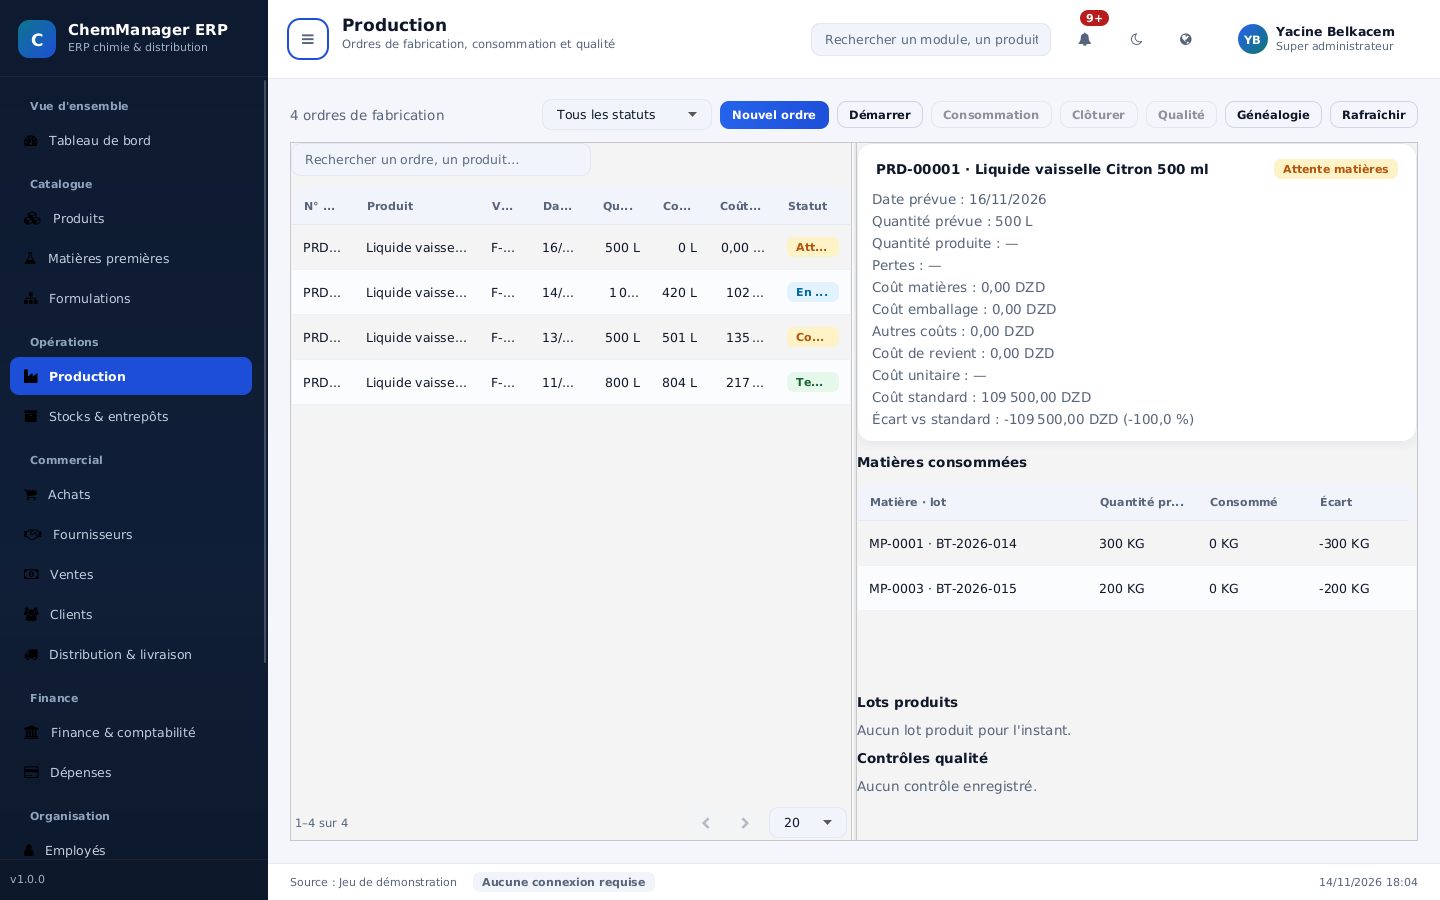 C
ChemManager ERP
ERP chimie & distribution
Vue d'ensemble
Tableau de bord
Catalogue
Produits
Matières premières
Formulations
Opérations
Production
Stocks & entrepôts
Commercial
Achats
Fournisseurs
Ventes
Clients
Distribution & livraison
Finance
Finance & comptabilité
Dépenses
Organisation
Employés
v1.0.0
Production
Ordres de fabrication, consommation et qualité
Rechercher un module, un produit
9+
YB
Yacine Belkacem
Super administrateur
4 ordres de fabrication
Tous les statuts
Nouvel ordre
Démarrer
Consommation
Clôturer
Qualité
Généalogie
Rafraîchir
Rechercher un ordre, un produit…
N° … Produit V… Da… Qu… Co… Coût… Statut
PRD… Liquide vaisse… F-… 16/… 500 L 0 L 0,00 … Att…
PRD… Liquide vaisse… F-… 14/… 1 0… 420 L 102 … En …
PRD… Liquide vaisse… F-… 13/… 500 L 501 L 135 … Co…
PRD… Liquide vaisse… F-… 11/… 800 L 804 L 217 … Te…
1–4 sur 4
20
PRD-00001 · Liquide vaisselle Citron 500 ml
Attente matières
Date prévue : 16/11/2026
Quantité prévue : 500 L
Quantité produite : —
Pertes : —
Coût matières : 0,00 DZD
Coût emballage : 0,00 DZD
Autres coûts : 0,00 DZD
Coût de revient : 0,00 DZD
Coût unitaire : —
Coût standard : 109 500,00 DZD
Écart vs standard : -109 500,00 DZD (-100,0 %)
Matières consommées
Matière · lot Quantité pr… Consommé Écart
MP-0001 · BT-2026-014 300 KG 0 KG -300 KG
MP-0003 · BT-2026-015 200 KG 0 KG -200 KG
Lots produits
Aucun lot produit pour l'instant.
Contrôles qualité
Aucun contrôle enregistré.
Source : Jeu de démonstration
Aucune connexion requise
14/11/2026 18:04